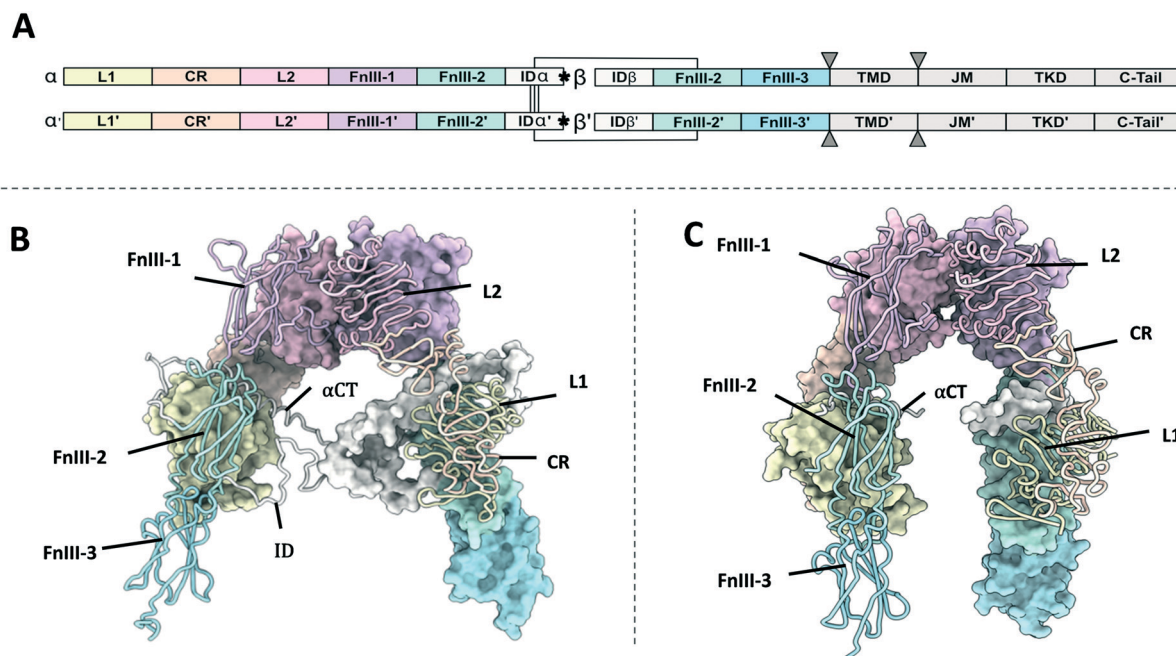 A
α L1 CR L2 FnIII-1 FnIII-2 IDα * β IDβ FnIII-2 FnIII-3 TMD JM TKD C-Tail
α' L1' CR' L2' FnIII-1' FnIII-2' IDα' * β' IDβ' FnIII-2' FnIII-3' TMD' JM' TKD' C-Tail'
B
FnIII-1
L2
αCT
L1
FnIII-2
CR
FnIII-3
ID
C
FnIII-1
L2
CR
FnIII-2
αCT
L1
FnIII-3